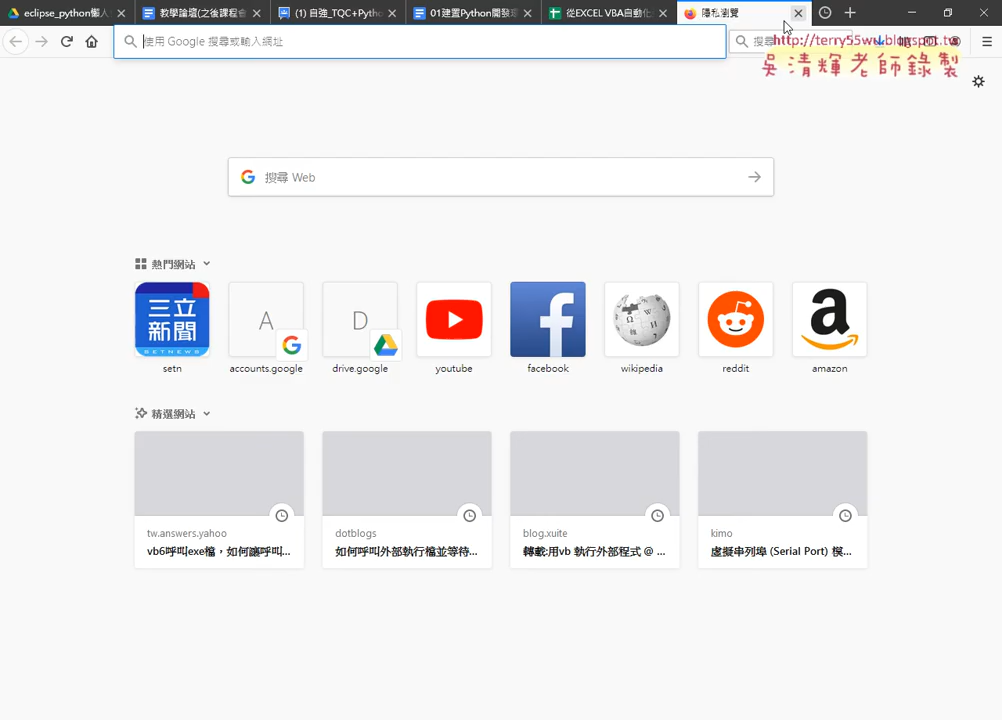 eclipse_python懶人
教學論壇(之後課程會
(1) 自強_TQC+Pytho
01建置Python開發環
從EXCEL VBA自動化
隱私瀏覽
使用 Google 搜尋或輸入網址
搜尋
http://terry55wu.blogspot.tw
吳清輝老師錄製
搜尋 Web
熱門網站
三立
新聞
SETNEWS
A
D
setn
accounts.google
drive.google
youtube
facebook
wikipedia
reddit
amazon
精選網站
tw.answers.yahoo
vb6呼叫exe檔，如何讓呼叫...
dotblogs
如何呼叫外部執行檔並等待...
blog.xuite
轉載:用vb 執行外部程式 @ ...
kimo
虛擬串列埠 (Serial Port) 模...